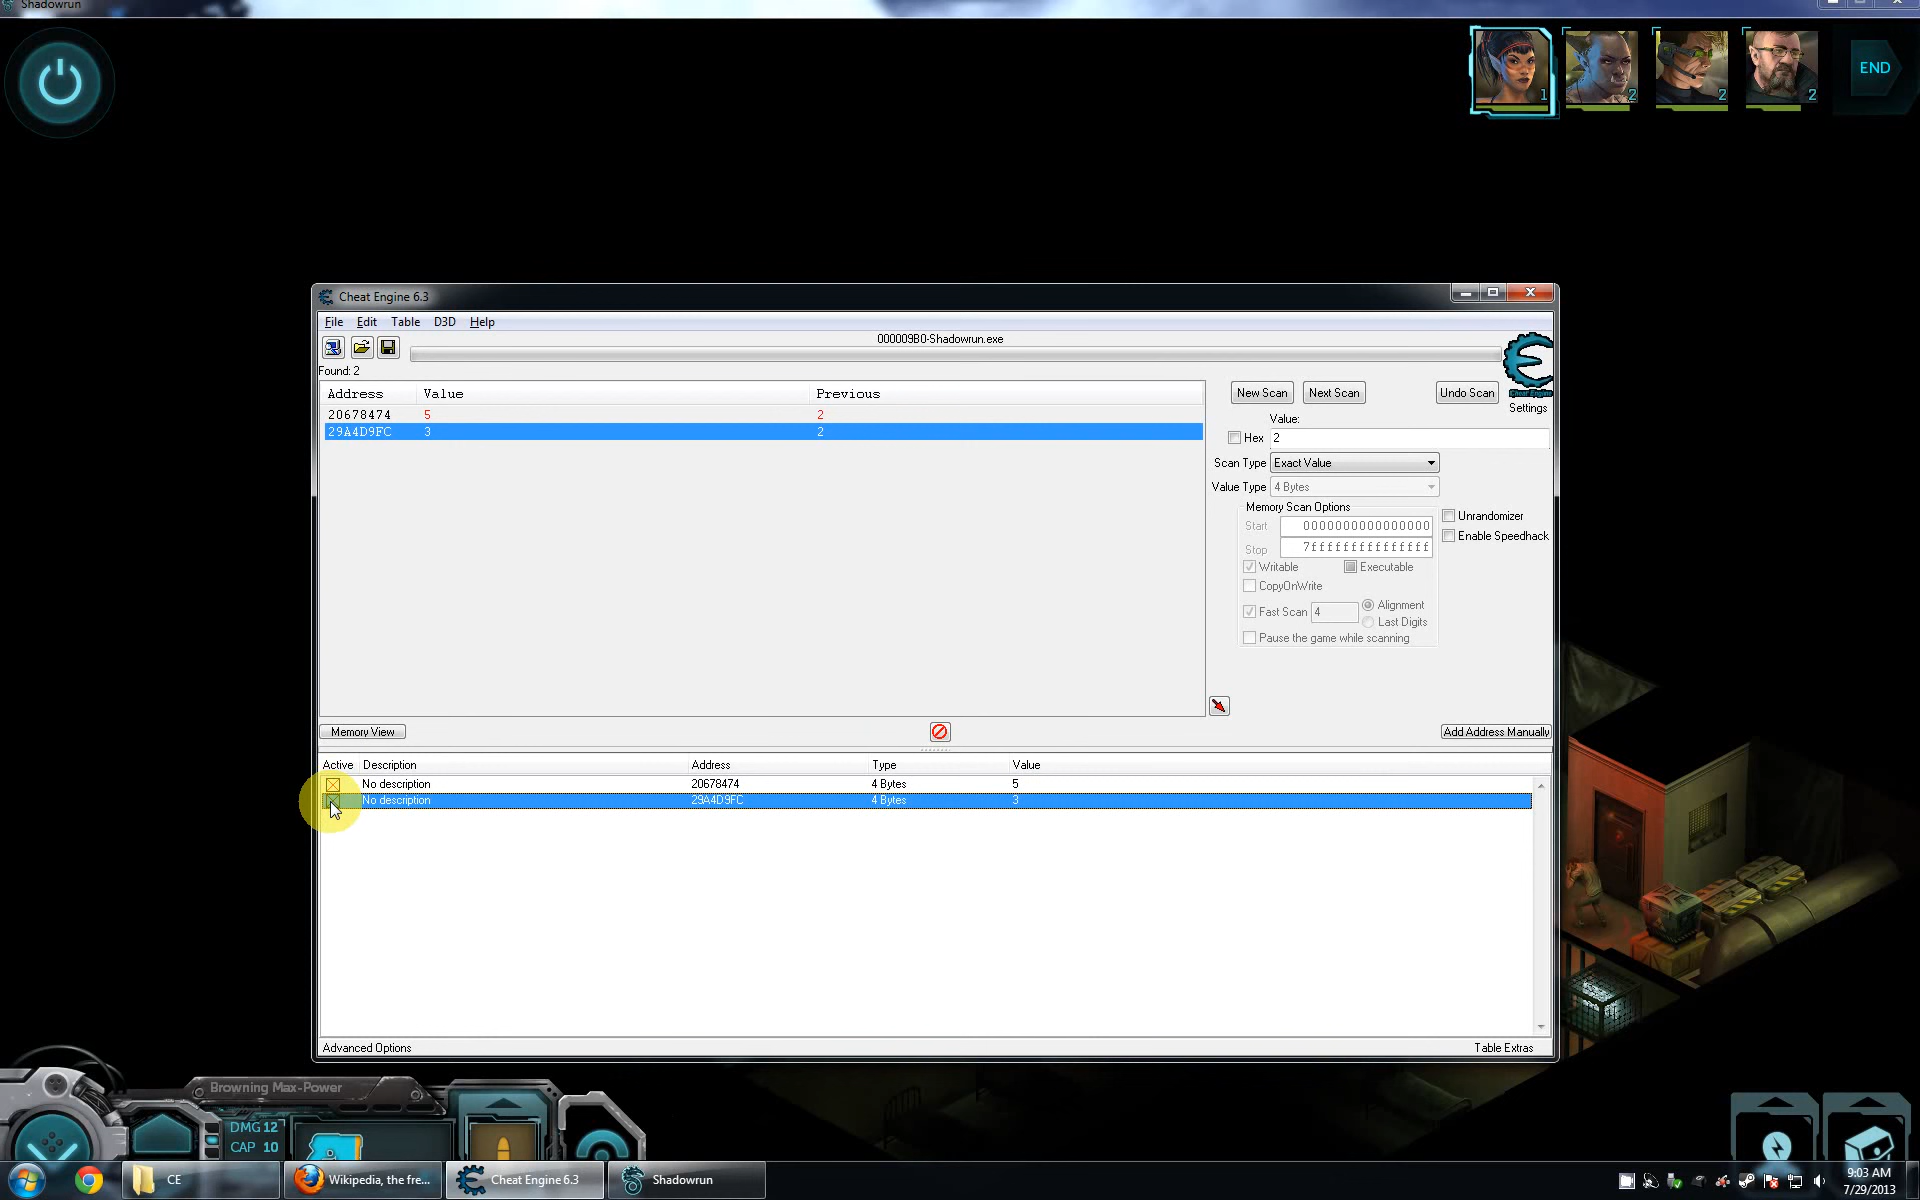 Shadowrun
1
2
2
2
END
Cheat Engine 6.3
File Edit Table D3D Help
000009B0-Shadowrun.exe
Found: 2
Address Value Previous
20678474 5 2
29A4D9FC 3 2
New Scan Next Scan Undo Scan
Cheat Engine
Settings
Value:
Hex 2
Scan Type Exact Value
Value Type 4 Bytes
Memory Scan Options
Start 0000000000000000
Stop 7fffffffffffffff
Unrandomizer
Enable Speedhack
Writable Executable
CopyOnWrite
Fast Scan 4 Alignment
Last Digits
Pause the game while scanning
Memory View Add Address Manually
Active Description Address Type Value
No description 20678474 4 Bytes 5
No description 29A4D9FC 4 Bytes 3
Advanced Options Table Extras
Browning Max-Power
DMG 12
CAP 10
CE
Wikipedia, the fre...
Cheat Engine 6.3
Shadowrun
9:03 AM
7/29/2013